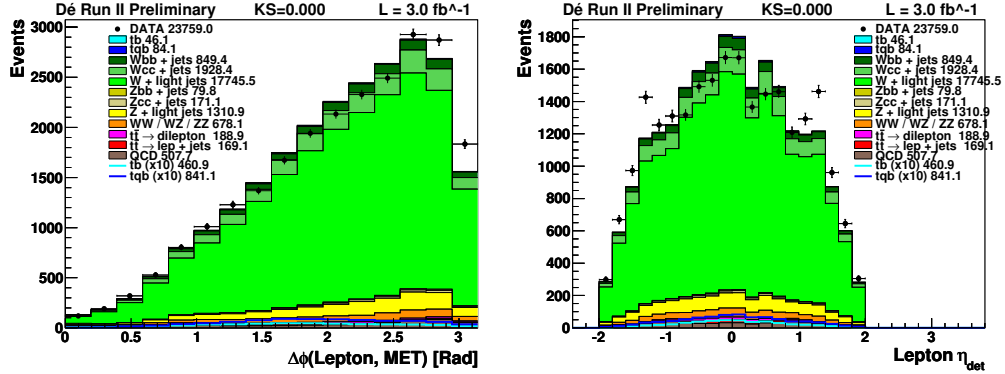 Dé Run II Preliminary KS=0.000 L = 3.0 fb^-1
Events
3000
2500
2000
1500
1000
500
0
DATA 23759.0
tb 46.1
tqb 84.1
Wbb + jets 849.4
Wcc + jets 1928.4
W + light jets 17745.5
Zbb + jets 79.8
Zcc + jets 171.1
Z + light jets 1310.9
WW / WZ / ZZ 678.1
tt̄ → dilepton 188.9
tt̄ → lep + jets 169.1
QCD 507.7
tb (x10) 460.9
tqb (x10) 841.1
0 0.5 1 1.5 2 2.5 3
Δϕ(Lepton, MET) [Rad]
Dé Run II Preliminary KS=0.000 L = 3.0 fb^-1
Events
1800
1600
1400
1200
1000
800
600
400
200
0
DATA 23759.0
tb 46.1
tqb 84.1
Wbb + jets 849.4
Wcc + jets 1928.4
W + light jets 17745.5
Zbb + jets 79.8
Zcc + jets 171.1
Z + light jets 1310.9
WW / WZ / ZZ 678.1
tt̄ → dilepton 188.9
tt̄ → lep + jets 169.1
QCD 507.7
tb (x10) 460.9
tqb (x10) 841.1
-2 -1 0 1 2 3
Lepton η_det